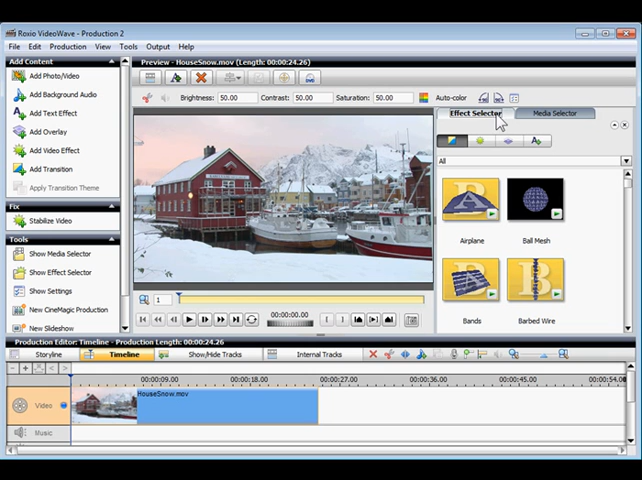 Roxio VideoWave - Production 2
File Edit Production View Tools Output Help
Add Content
Add Photo/Video
Add Background Audio
Add Text Effect
Add Overlay
Add Video Effect
Add Transition
Apply Transition Theme
Fix
Stabilize Video
Tools
Show Media Selector
Show Effect Selector
Show Settings
New CineMagic Production
New Slideshow
Preview - HouseSnow.mov (Length: 00:00:24.26)
Brightness: 50.00 Contrast: 50.00 Saturation: 50.00 Auto-color
1
00:00:00.00
Effect Selector Media Selector
All
Airplane Ball Mesh
Bands Barbed Wire
Production Editor: Timeline - Production Length: 00:00:24.26
Storyline Timeline Show/Hide Tracks Internal Tracks
00:00:09.00 00:00:18.00 00:00:27.00 00:00:36.00 00:00:45.00 00:00:54.0
Video HouseSnow.mov
Music